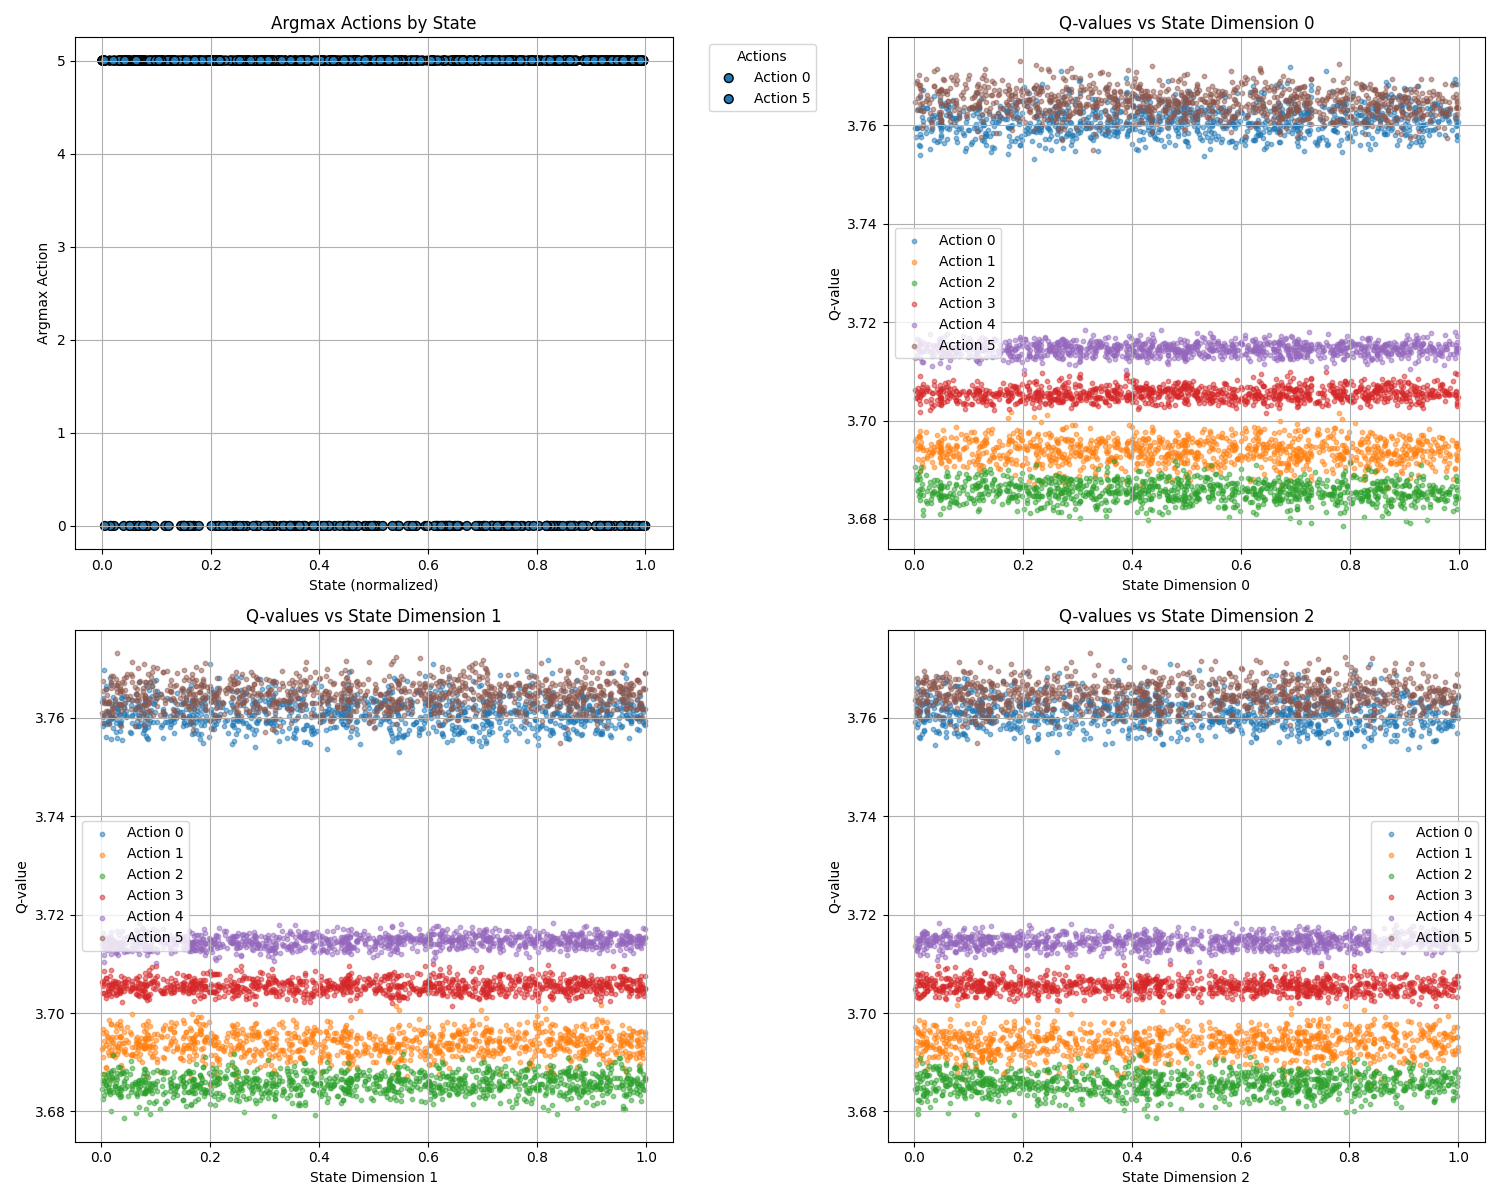 Argmax Actions by State
Argmax Action
5
4
3
2
1
0
0.0 0.2 0.4 0.6 0.8 1.0
State (normalized)
Actions
Action 0
Action 5
Q-values vs State Dimension 0
Q-value
3.76
3.74
3.72
3.70
3.68
Action 0
Action 1
Action 2
Action 3
Action 4
Action 5
0.0 0.2 0.4 0.6 0.8 1.0
State Dimension 0
Q-values vs State Dimension 1
Q-value
3.76
3.74
3.72
3.70
3.68
Action 0
Action 1
Action 2
Action 3
Action 4
Action 5
0.0 0.2 0.4 0.6 0.8 1.0
State Dimension 1
Q-values vs State Dimension 2
Q-value
3.76
3.74
3.72
3.70
3.68
Action 0
Action 1
Action 2
Action 3
Action 4
Action 5
0.0 0.2 0.4 0.6 0.8 1.0
State Dimension 2